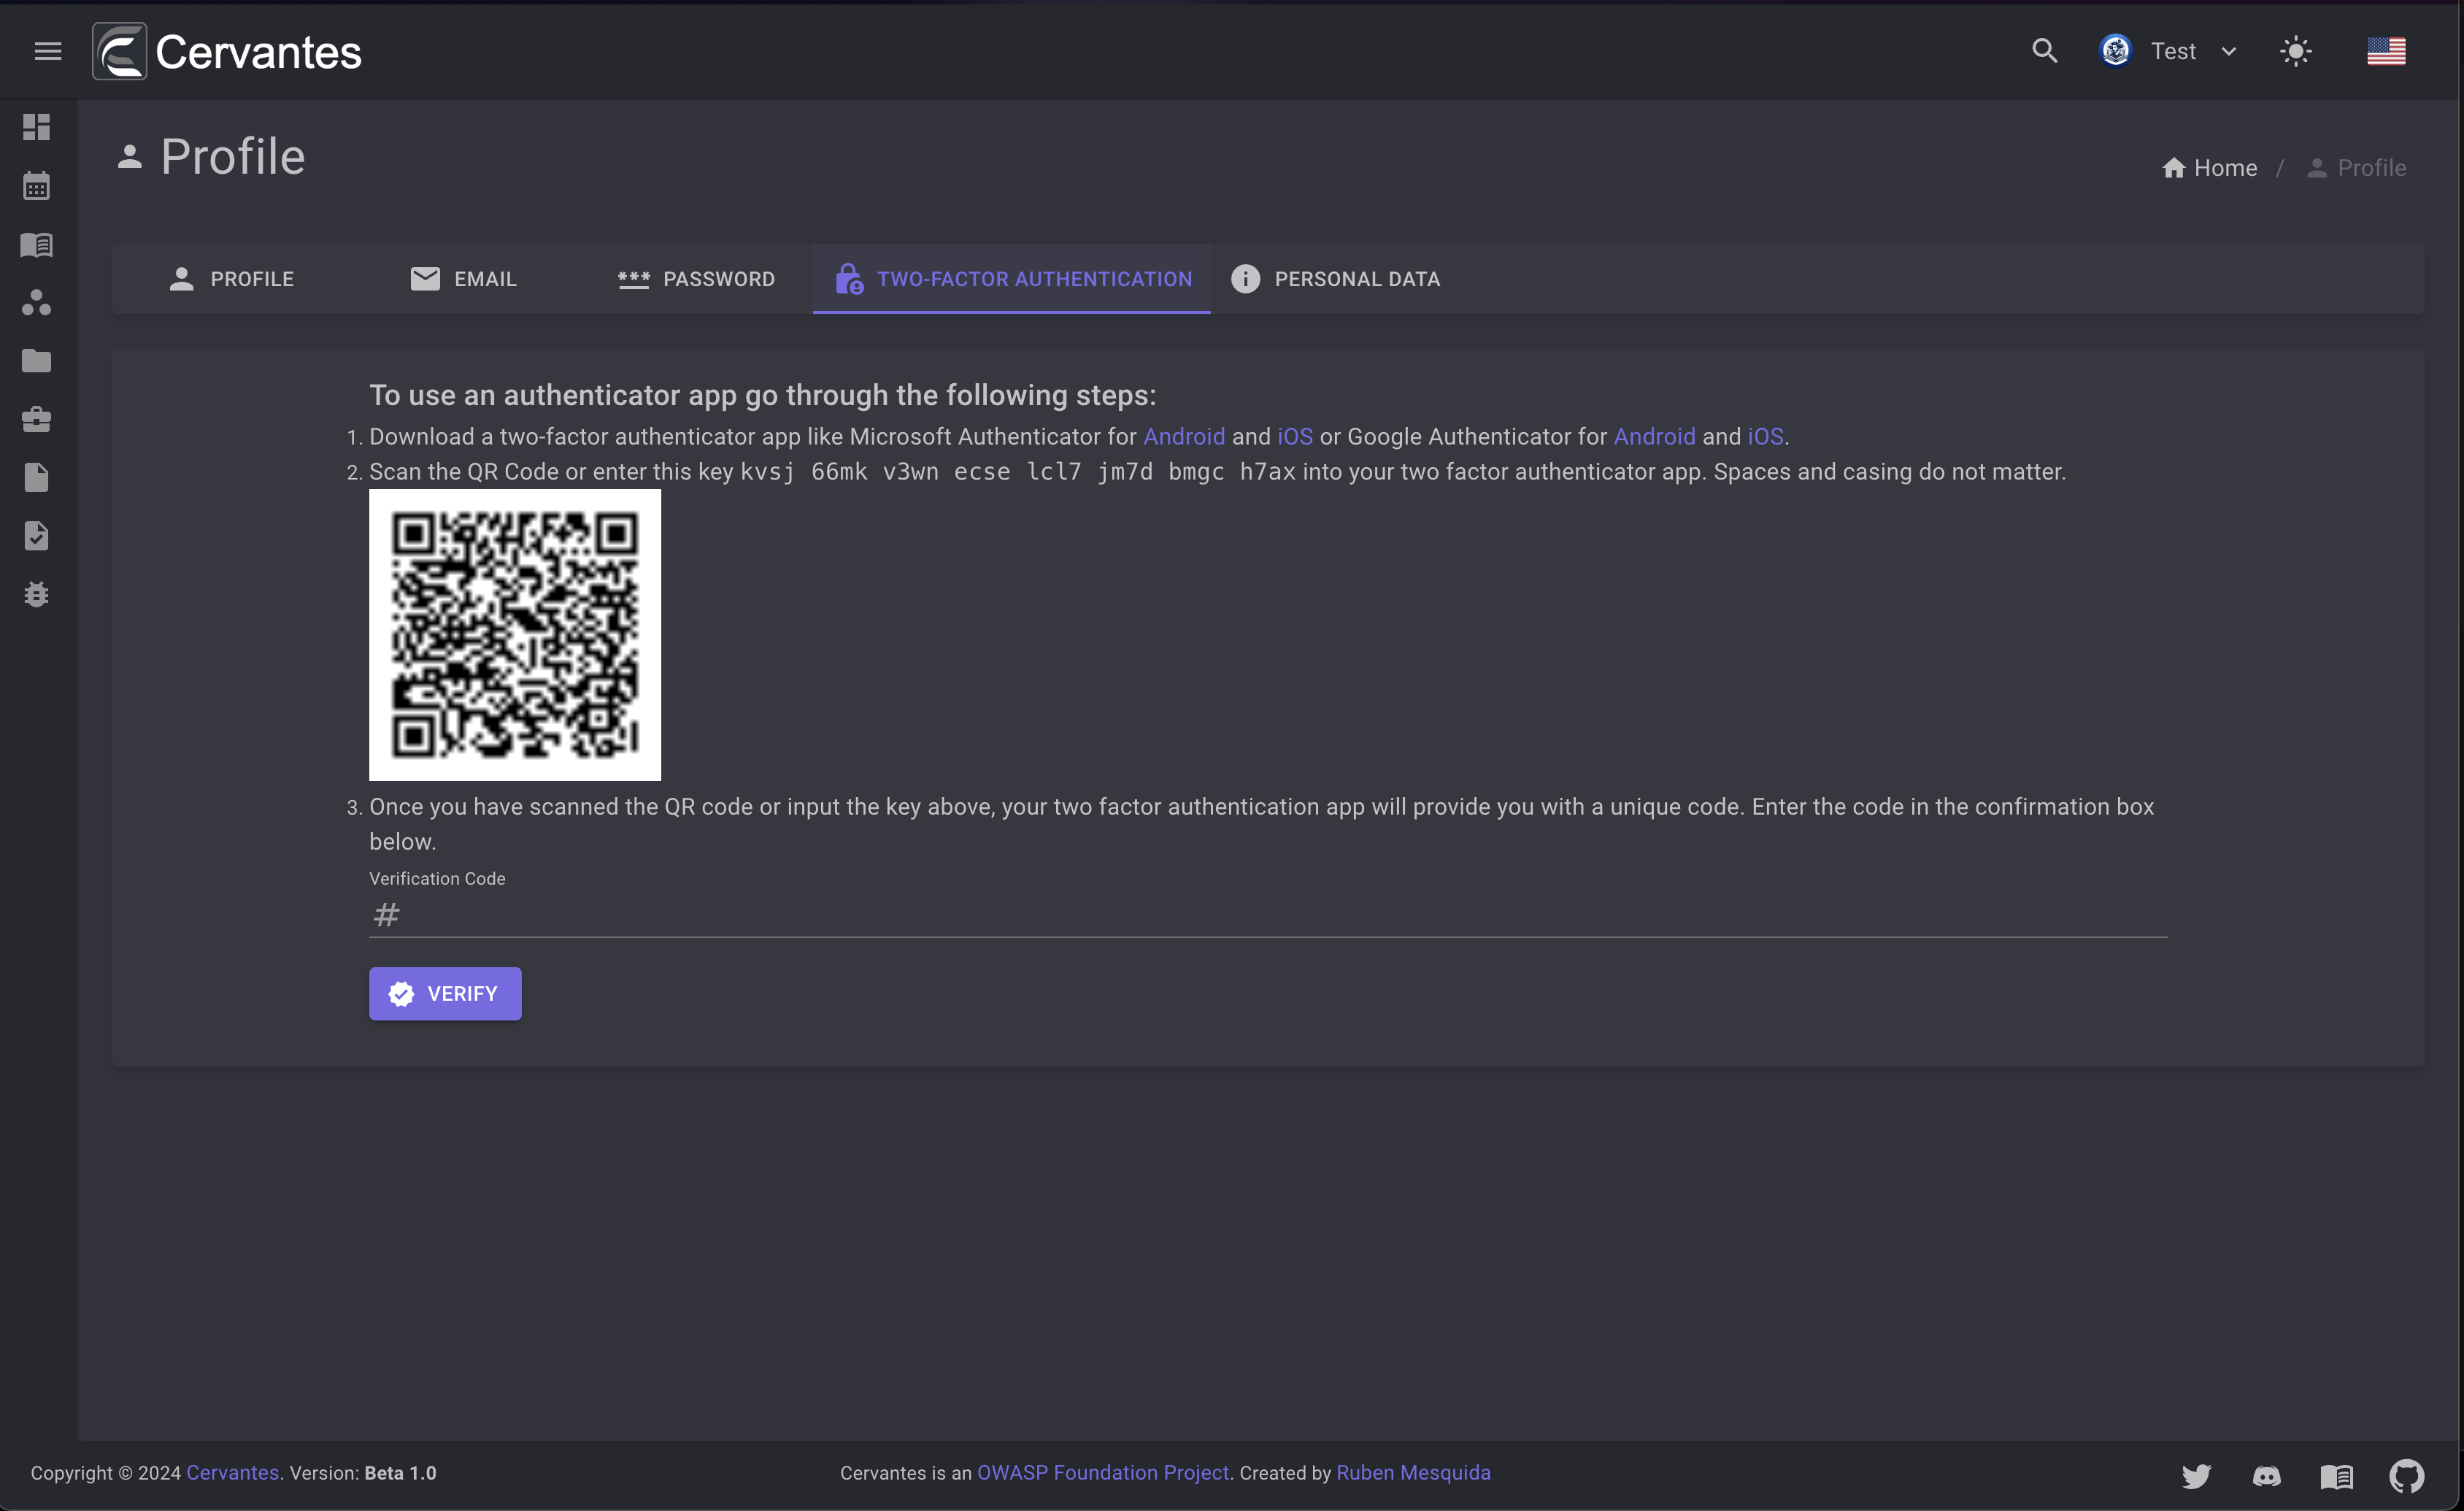 Cervantes
Test
Profile
Home / Profile
PROFILE
EMAIL
*** PASSWORD
TWO-FACTOR AUTHENTICATION
PERSONAL DATA
To use an authenticator app go through the following steps:
1. Download a two-factor authenticator app like Microsoft Authenticator for Android and iOS or Google Authenticator for Android and iOS.
2. Scan the QR Code or enter this key kvsj 66mk v3wn ecse lcl7 jm7d bmgc h7ax into your two factor authenticator app. Spaces and casing do not matter.
3. Once you have scanned the QR code or input the key above, your two factor authentication app will provide you with a unique code. Enter the code in the confirmation box
below.
Verification Code
#
VERIFY
Copyright © 2024 Cervantes. Version: Beta 1.0
Cervantes is an OWASP Foundation Project. Created by Ruben Mesquida